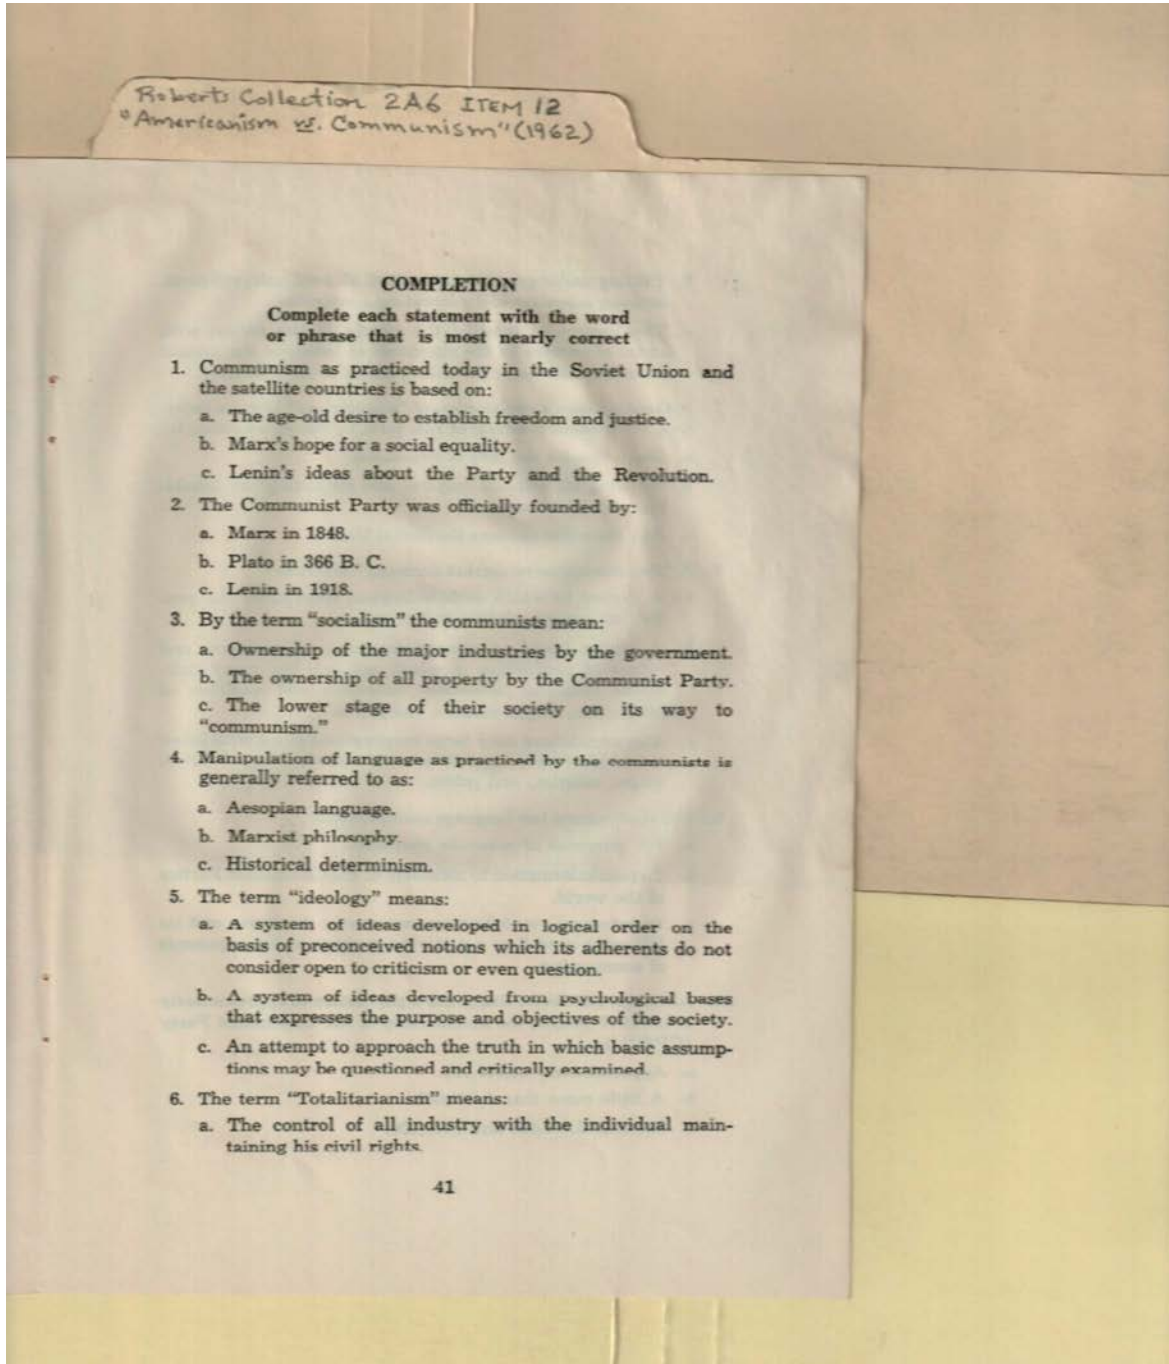 Roberts Collection 2A6 ITEM 12
"Americanism vs. Communism" (1962)
COMPLETION
Complete each statement with the word
or phrase that is most nearly correct
1. Communism as practiced today in the Soviet Union and
the satellite countries is based on:
a. The age-old desire to establish freedom and justice.
b. Marx's hope for a social equality.
c. Lenin's ideas about the Party and the Revolution.
2. The Communist Party was officially founded by:
a. Marx in 1848.
b. Plato in 366 B. C.
c. Lenin in 1918.
3. By the term "socialism" the communists mean:
a. Ownership of the major industries by the government.
b. The ownership of all property by the Communist Party.
c. The lower stage of their society on its way to
"communism."
4. Manipulation of language as practiced by the communists is
generally referred to as:
a. Aesopian language.
b. Marxist philosophy.
c. Historical determinism.
5. The term "ideology" means:
a. A system of ideas developed in logical order on the
basis of preconceived notions which its adherents do not
consider open to criticism or even question.
b. A system of ideas developed from psychological bases
that expresses the purpose and objectives of the society.
c. An attempt to approach the truth in which basic assump-
tions may be questioned and critically examined.
6. The term "Totalitarianism" means:
a. The control of all industry with the individual main-
taining his civil rights.
41